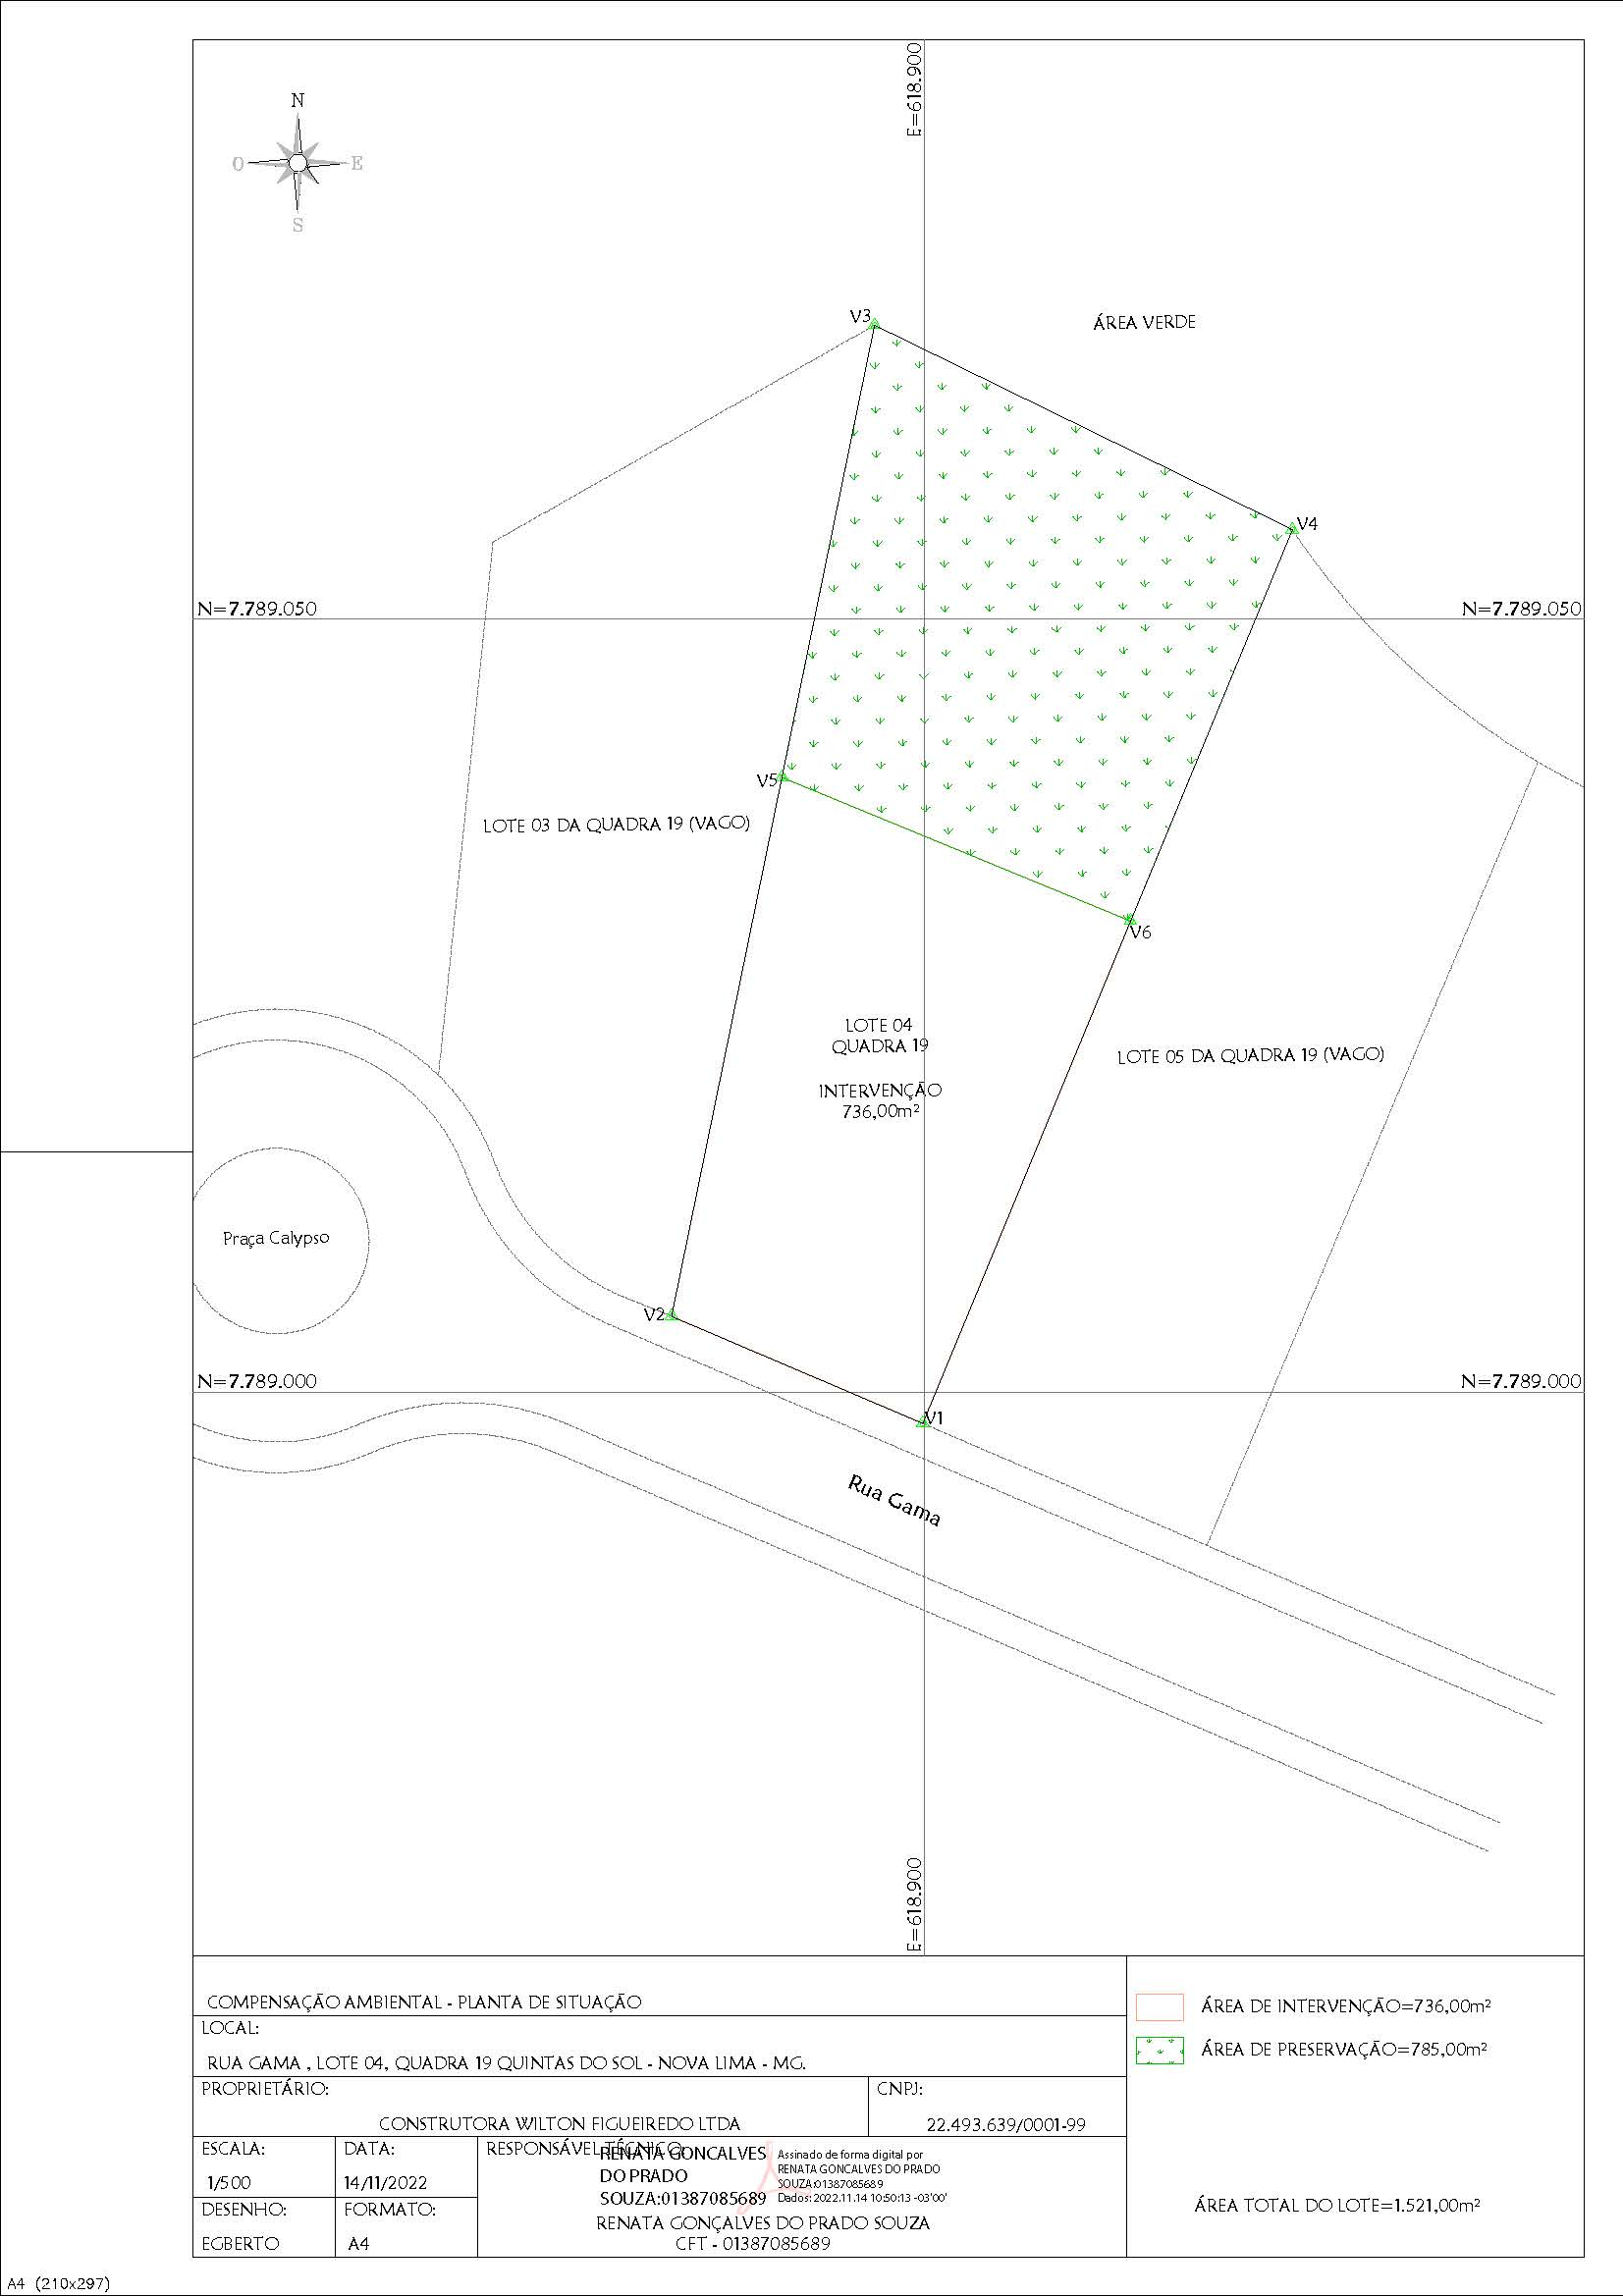 E=618.900
N
O
E
S
V3
ÁREA VERDE
V4
N=7.789.050
N=7.789.050
V5
LOTE 03 DA QUADRA 19 (VAGO)
V6
LOTE 04
QUADRA 19
LOTE 05 DA QUADRA 19 (VAGO)
INTERVENÇÃO
736,00m²
Praça Calypso
V2
N=7.789.000
N=7.789.000
V1
Rua Gama
E=618.900
COMPENSAÇÃO AMBIENTAL - PLANTA DE SITUAÇÃO
LOCAL:
RUA GAMA , LOTE 04, QUADRA 19 QUINTAS DO SOL - NOVA LIMA - MG.
PROPRIETÁRIO:
CONSTRUTORA WILTON FIGUEIREDO LTDA
CNPJ:
22.493.639/0001-99
ESCALA:
1/500
DATA:
14/11/2022
DESENHO:
EGBERTO
FORMATO:
A4
RESPONSÁVEL TÉCNICO:
RENATA GONCALVES
DO PRADO
SOUZA:01387085689
Assinado de forma digital por
RENATA GONCALVES DO PRADO
SOUZA:01387085689
Dados: 2022.11.14 10:50:13 -03'00'
RENATA GONÇALVES DO PRADO SOUZA
CFT - 01387085689
ÁREA DE INTERVENÇÃO=736,00m²
ÁREA DE PRESERVAÇÃO=785,00m²
ÁREA TOTAL DO LOTE=1.521,00m²
A4 (210x297)